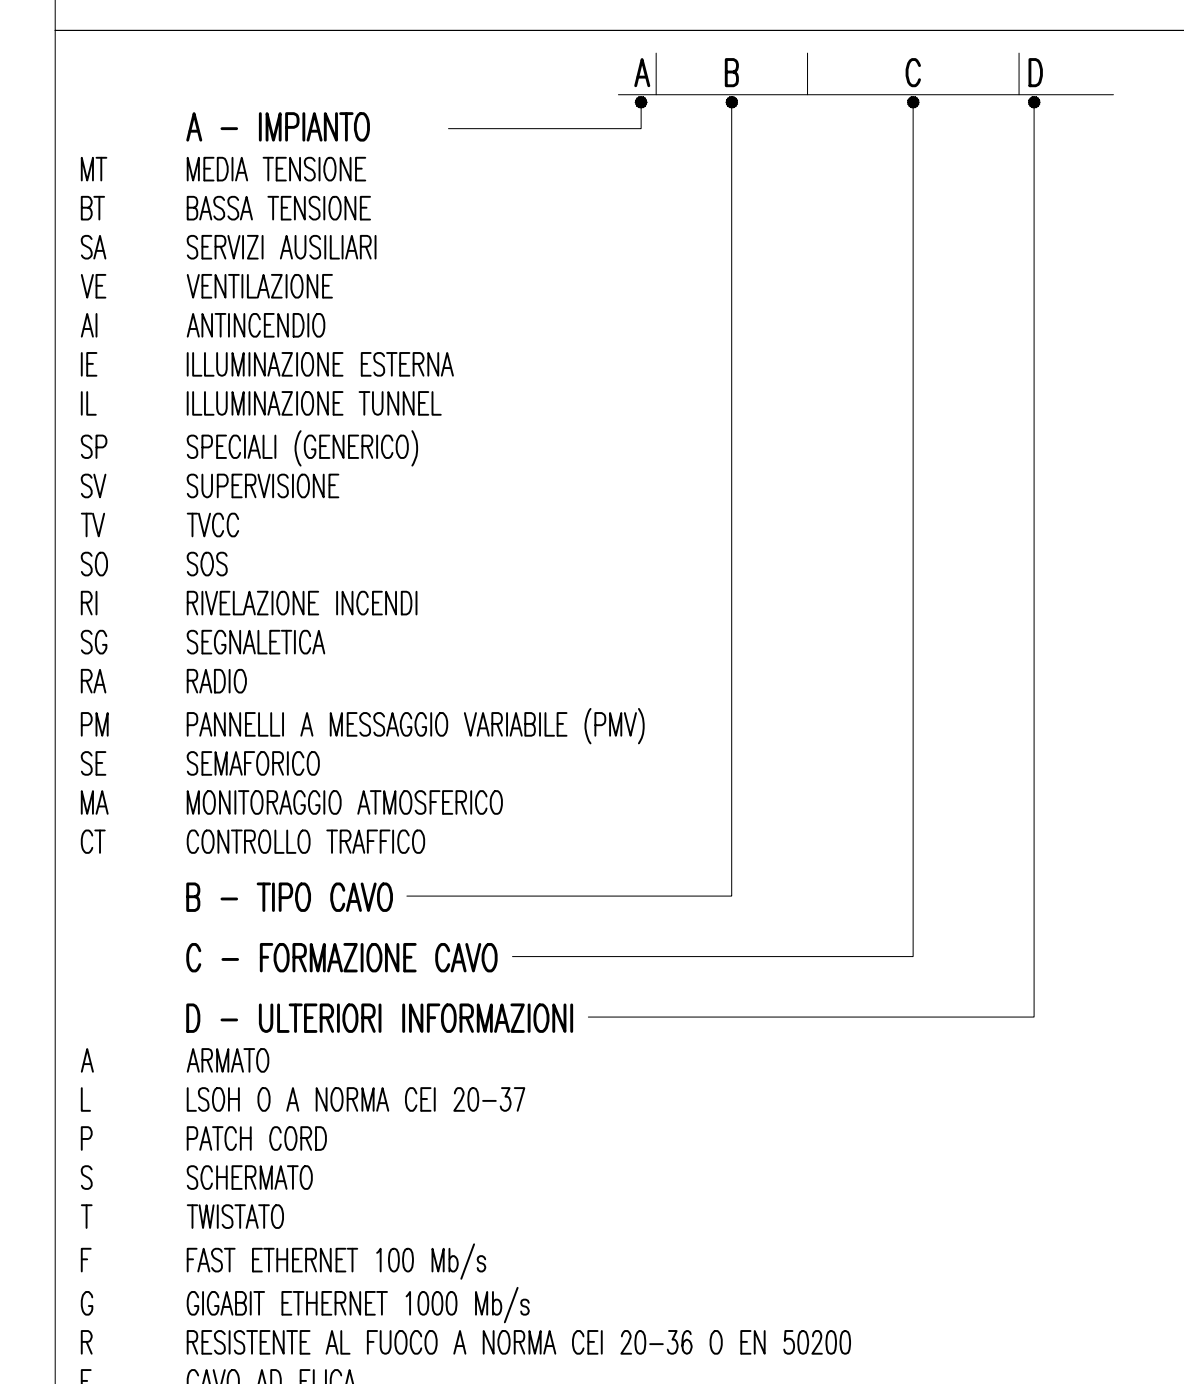 A B C D
A – IMPIANTO
MT MEDIA TENSIONE
BT BASSA TENSIONE
SA SERVIZI AUSILIARI
VE VENTILAZIONE
AI ANTINCENDIO
IE ILLUMINAZIONE ESTERNA
IL ILLUMINAZIONE TUNNEL
SP SPECIALI (GENERICO)
SV SUPERVISIONE
TV TVCC
SO SOS
RI RIVELAZIONE INCENDI
SG SEGNALETICA
RA RADIO
PM PANNELLI A MESSAGGIO VARIABILE (PMV)
SE SEMAFORICO
MA MONITORAGGIO ATMOSFERICO
CT CONTROLLO TRAFFICO
B – TIPO CAVO
C – FORMAZIONE CAVO
D – ULTERIORI INFORMAZIONI
A ARMATO
L LSOH O A NORMA CEI 20–37
P PATCH CORD
S SCHERMATO
T TWISTATO
F FAST ETHERNET 100 Mb/s
G GIGABIT ETHERNET 1000 Mb/s
R RESISTENTE AL FUOCO A NORMA CEI 20–36 O EN 50200
CAVO AD ELICA